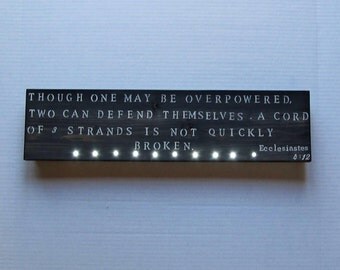 THOUGH ONE MAY BE OVERPOWERED,
TWO CAN DEFEND THEMSELVES. A CORD
OF 3 STRANDS IS NOT QUICKLY
BROKEN.
Ecclesiastes
4:12